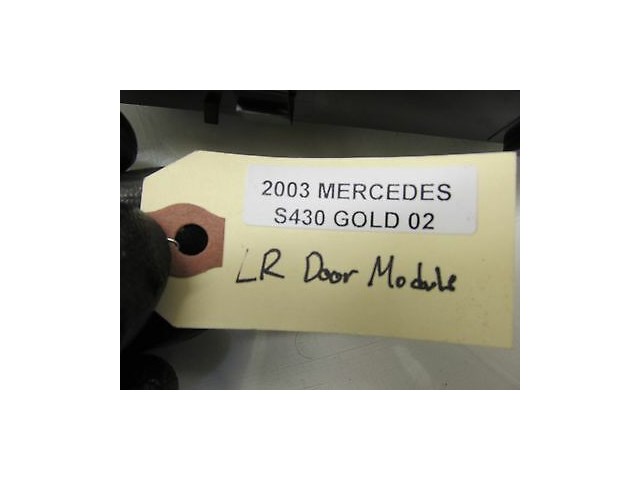 2003 MERCEDES
S430 GOLD 02
LR Door Module